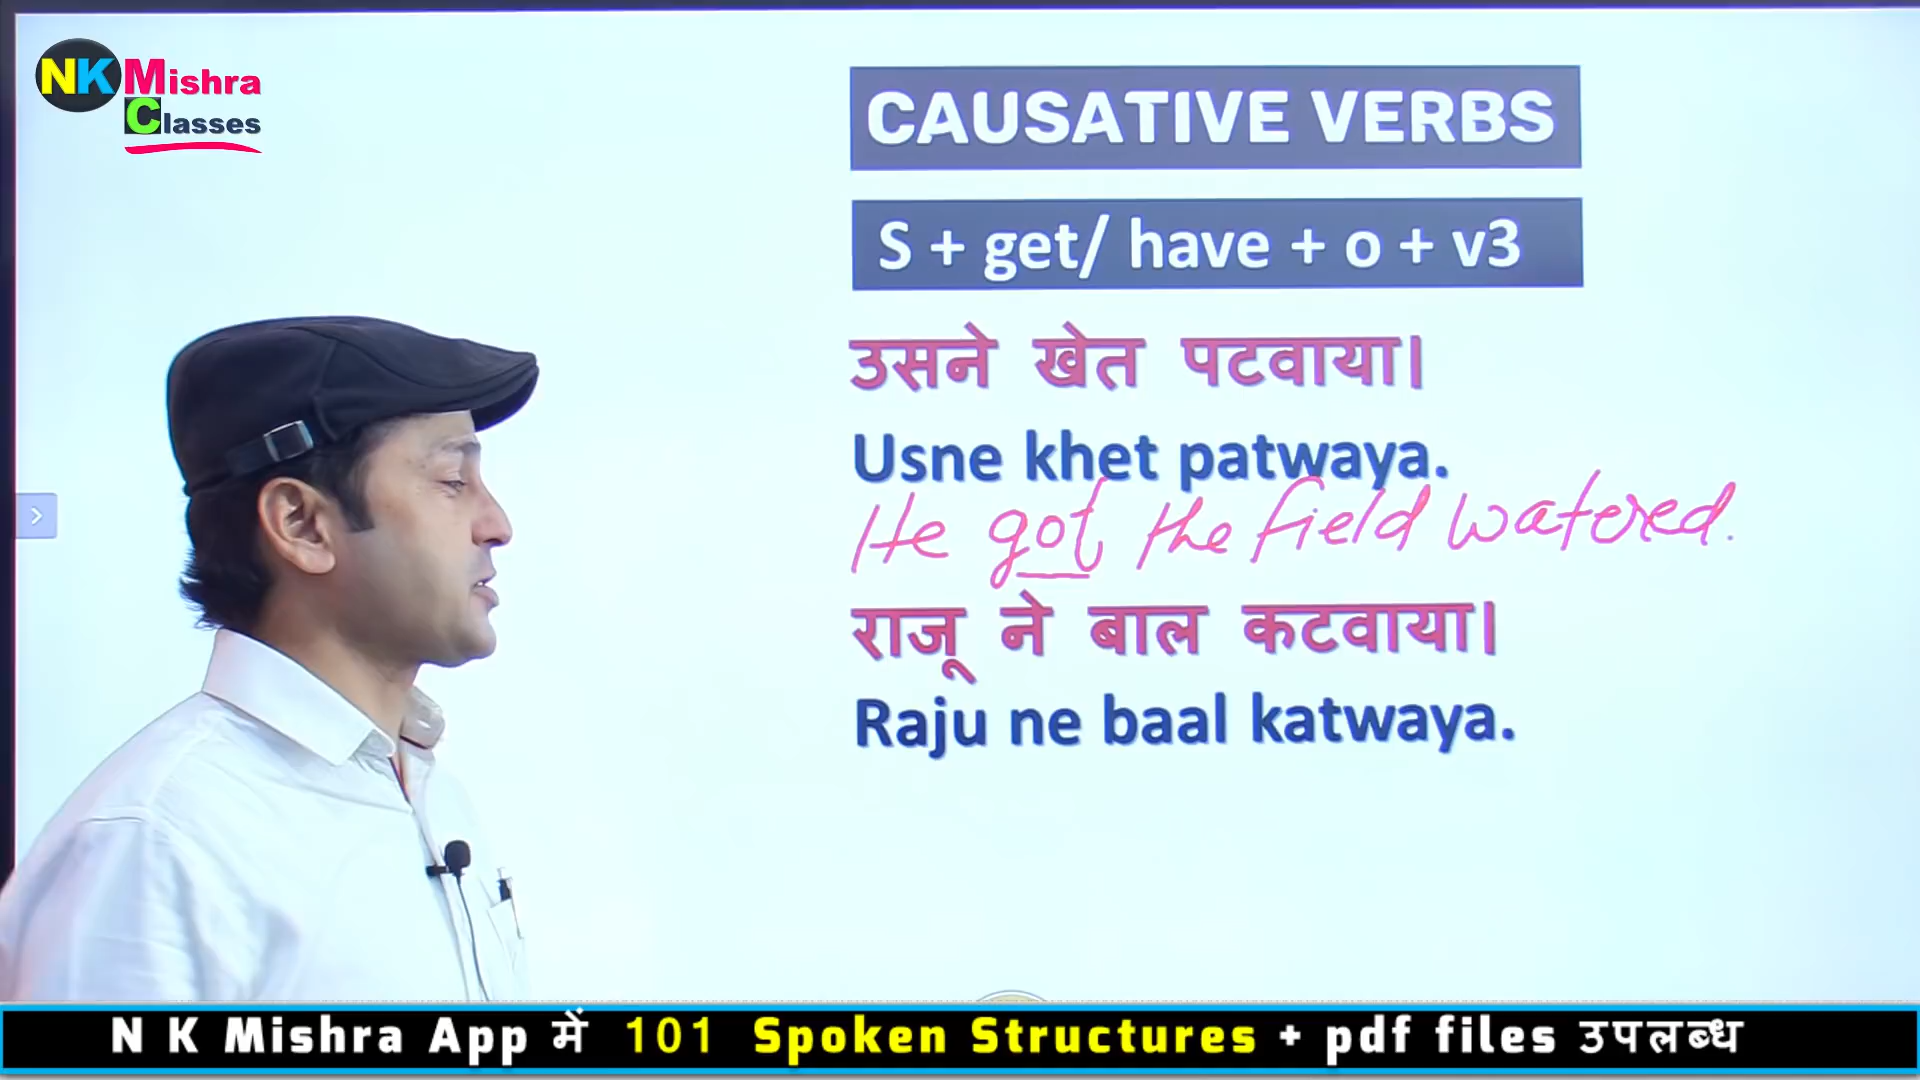 NK Mishra
Classes
CAUSATIVE VERBS
S + get/ have + o + v3
उसने खेत पटवाया।
Usne khet patwaya.
He got the field watered.
राजू ने बाल कटवाया।
Raju ne baal katwaya.
N K Mishra App में 101 Spoken Structures + pdf files उपलब्ध